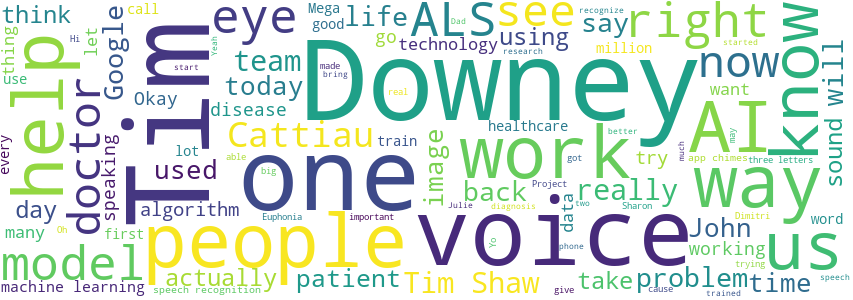 think
thing
use
every
help
Hi
let
call
Google
Okay
doctor
day
many
speaking
first
Oh
model
machine learning
Tim
start
Yeah
eye
team
today
disease
lot
used
algorithm
able
big
Cattiau
one
Euphonia
people
actually
speech recognition
patient
Mega
good
life
Dad
made
bring
research
real
go
ALS
technology
see
using
million
say
recognize
started
right
Downey
now
know
want
AI
may
app chimes
three letters
sound will
healthcare
better
much
train
image
work
got
try
way
back
really
Project
data
Julie
diagnosis
two
Sharon
Dimitri
John
word
voice
Yo
phone
working
trying
us
important
Tim Shaw
give
take
cause
problem
trained
time
speech